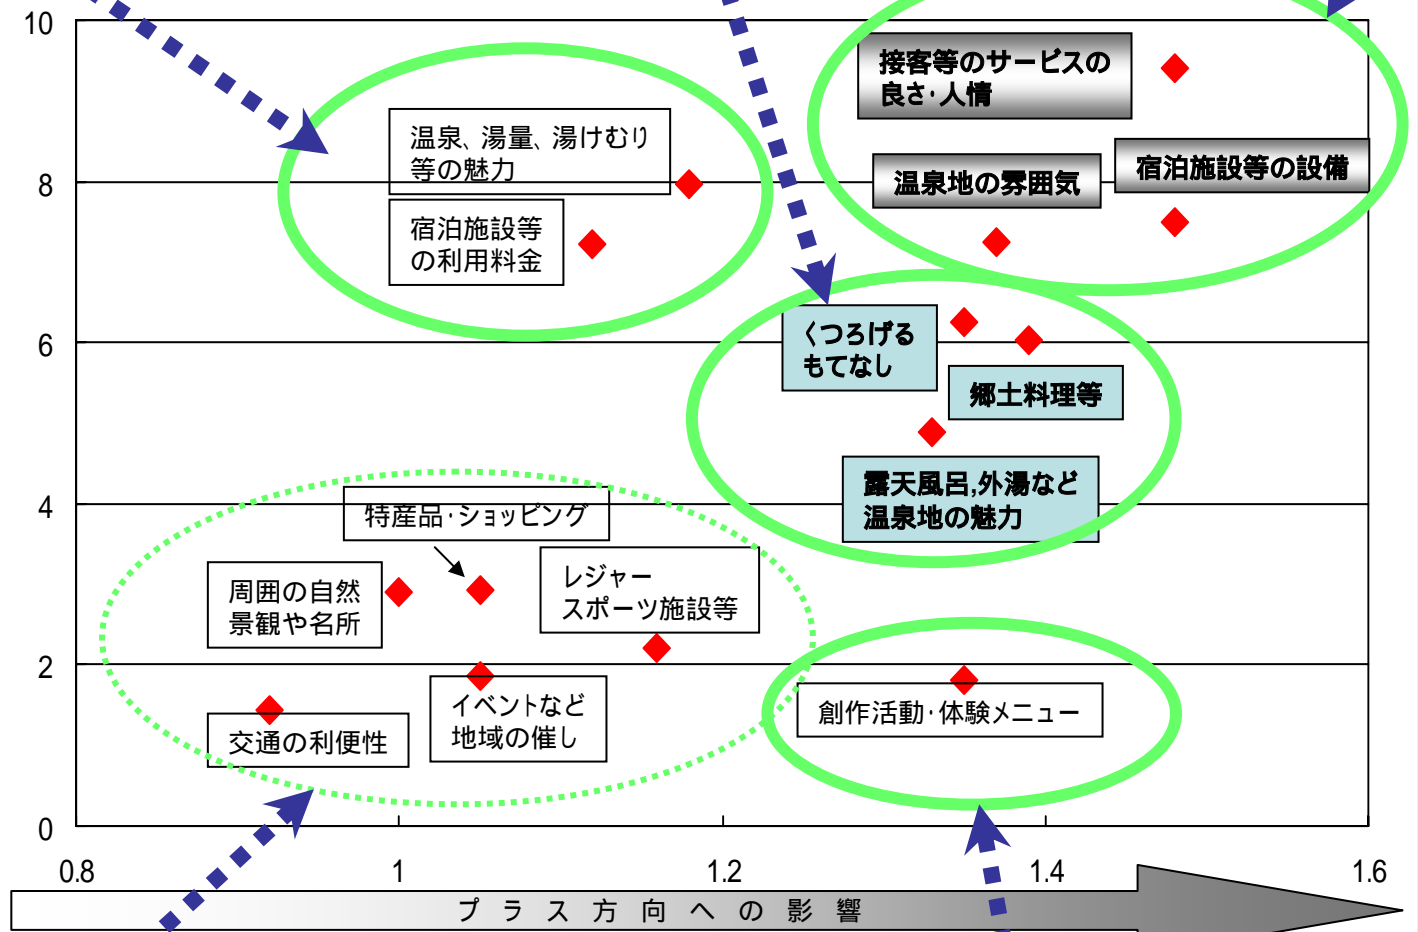 10
接客等のサービスの
良さ・人情
温泉、湯量、湯けむり
等の魅力
宿泊施設等の設備
温泉地の雰囲気
8
宿泊施設等
の利用料金
くつろげる
もてなし
6
郷土料理等
露天風呂,外湯など
温泉地の魅力
4
特産品・ショッピング
レジャー
スポーツ施設等
周囲の自然
景観や名所
2
イベントなど
地域の催し
創作活動・体験メニュー
交通の利便性
0
0.8 1 1.2 1.4 1.6
プラス方向への影響